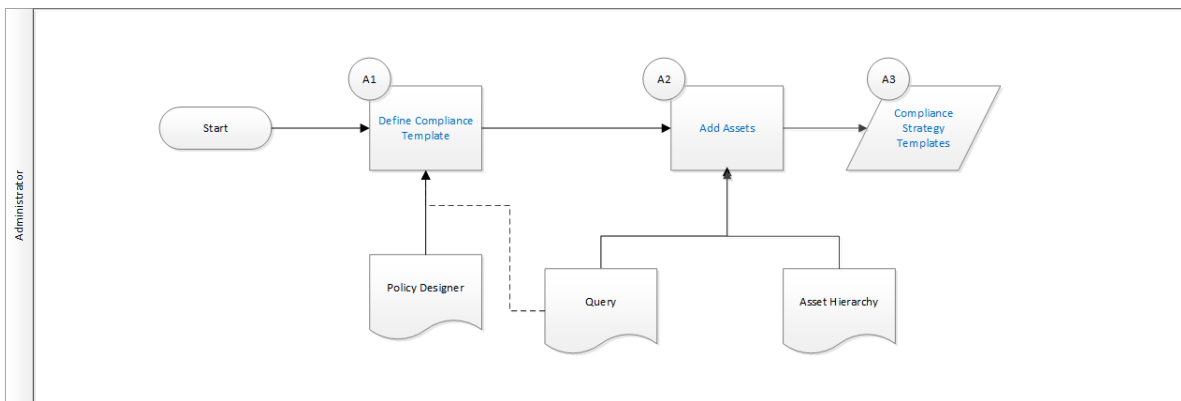 Administrator
Start
A1
Define Compliance
Template
A2
Add Assets
A3
Compliance
Strategy
Templates
Policy Designer
Query
Asset Hierarchy